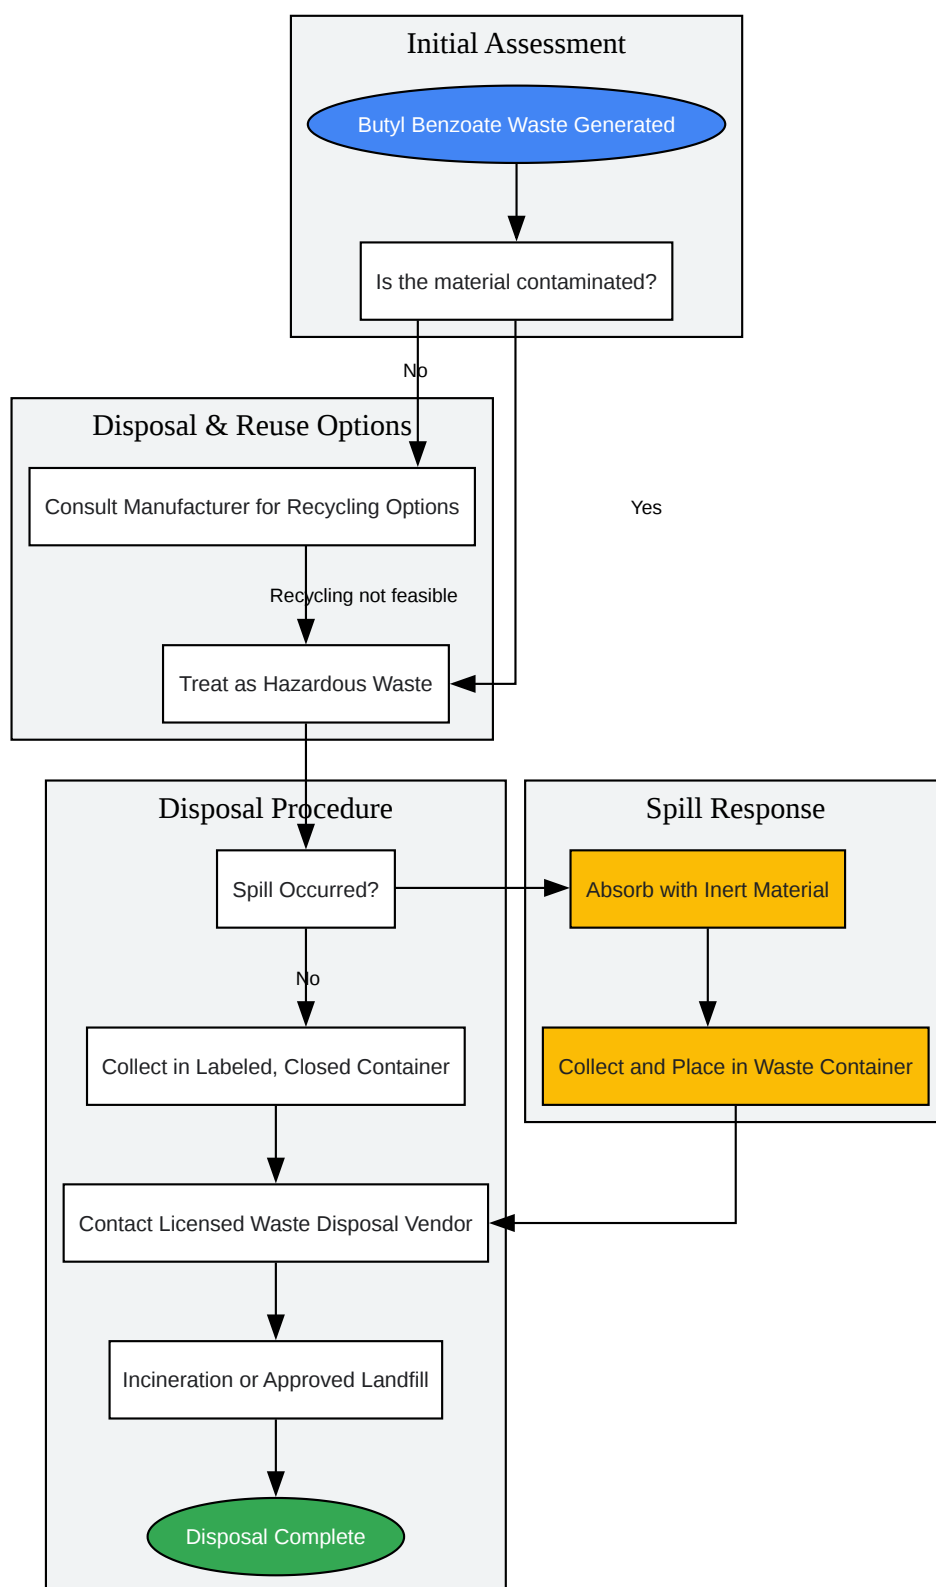 Initial Assessment
Butyl Benzoate Waste Generated
Is the material contaminated?
No
Disposal & Reuse Options
Consult Manufacturer for Recycling Options
Yes
Recycling not feasible
Treat as Hazardous Waste
Disposal Procedure
Spill Response
Spill Occurred?
Absorb with Inert Material
No
Collect in Labeled, Closed Container
Collect and Place in Waste Container
Contact Licensed Waste Disposal Vendor
Incineration or Approved Landfill
Disposal Complete